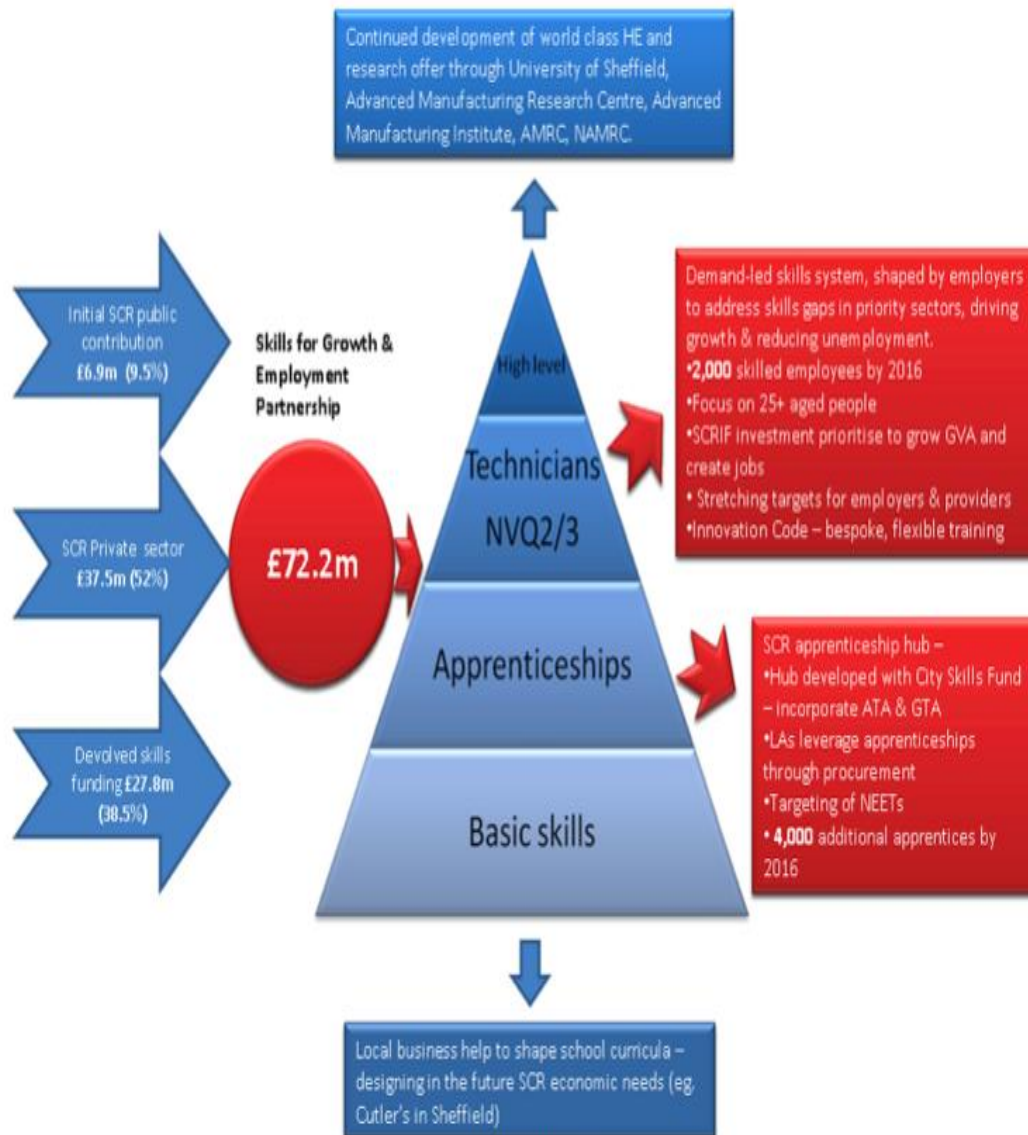 Continued development of world class HE and
research offer through University of Sheffield,
Advanced Manufacturing Research Centre, Advanced
Manufacturing Institute, AMRC, NAMRC.
Initial SCR public
contribution
£6.9m (9.5%)
SCR Private sector
£37.5m (52%)
Devolved skills
funding £27.8m
(38.5%)
Skills for Growth &
Employment
Partnership
£72.2m
High level
Technicians
NVQ2/3
Apprenticeships
Basic skills
Demand-led skills system, shaped by employers
to address skills gaps in priority sectors, driving
growth & reducing unemployment.
•2,000 skilled employees by 2016
•Focus on 25+ aged people
•SCRIF investment prioritise to grow GVA and
create jobs
• Stretching targets for employers & providers
•Innovation Code – bespoke, flexible training
SCR apprenticeship hub –
•Hub developed with City Skills Fund
– incorporate ATA & GTA
•LAs leverage apprenticeships
through procurement
•Targeting of NEETs
• 4,000 additional apprentices by
2016
Local business help to shape school curricula –
designing in the future SCR economic needs (eg.
Cutler's in Sheffield)